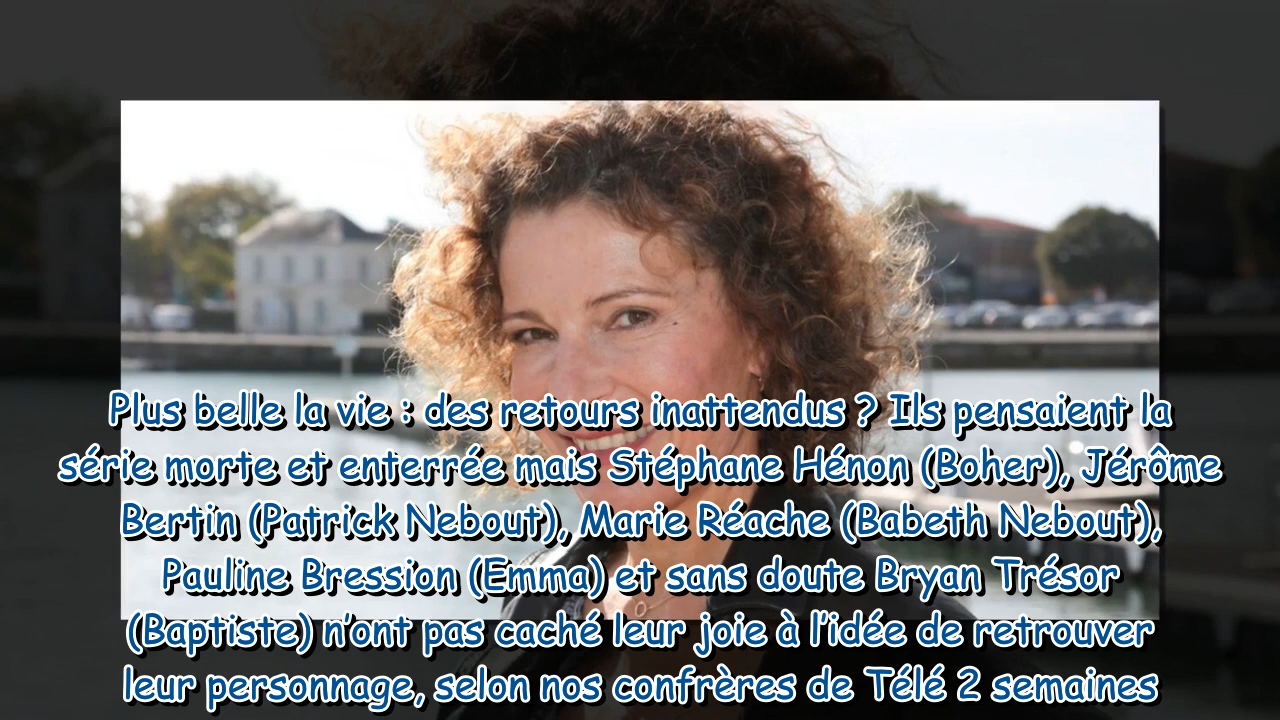 Plus belle la vie : des retours inattendus ? Ils pensaient la
série morte et enterrée mais Stéphane Hénon (Boher), Jérôme
Bertin (Patrick Nebout), Marie Réache (Babeth Nebout),
Pauline Bression (Emma) et sans doute Bryan Trésor
(Baptiste) n’ont pas caché leur joie à l’idée de retrouver
leur personnage, selon nos confrères de Télé 2 semaines